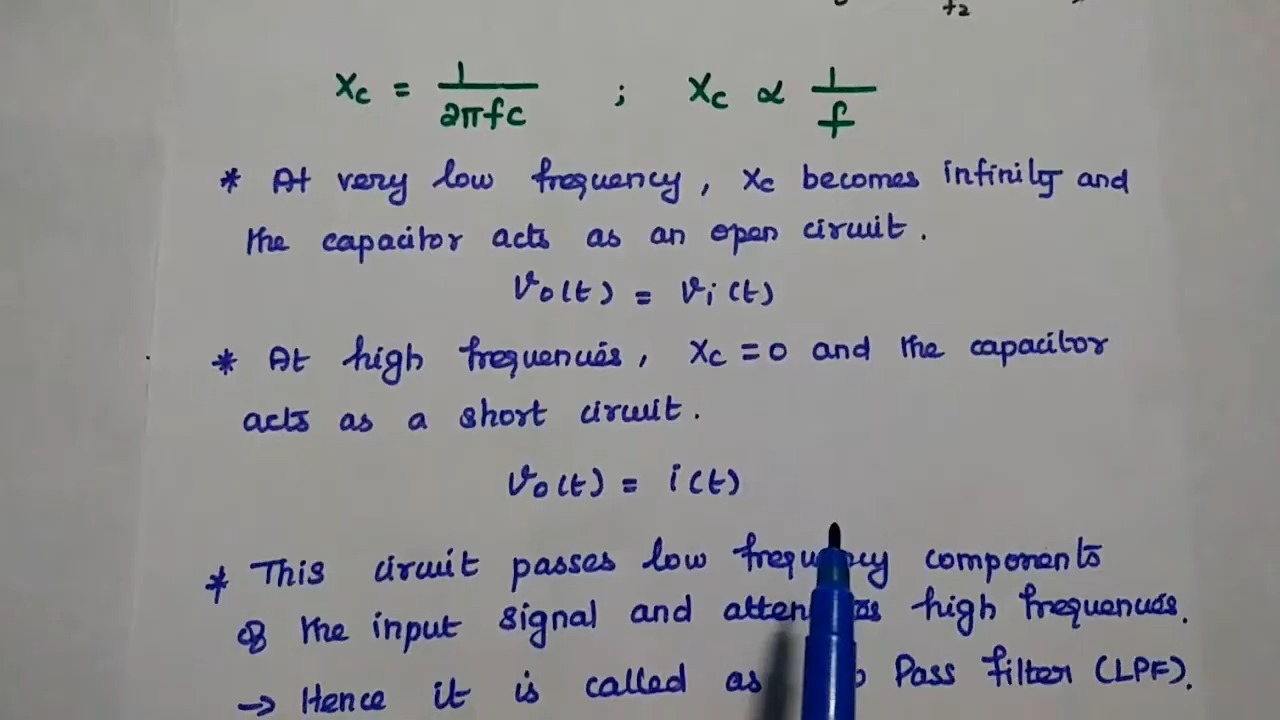 f2
Xc = 1/2πfc ; Xc ∝ 1/f
* At very low frequency, Xc becomes infinity and
the capacitor acts as an open circuit.
Vo(t) = Vi(t)
* At high frequencies, Xc = 0 and the capacitor
acts as a short circuit.
Vo(t) = i(t)
* This circuit passes low frequency components
of the input signal and high frequencies.
→ Hence it is called as Pass filter (LPF).